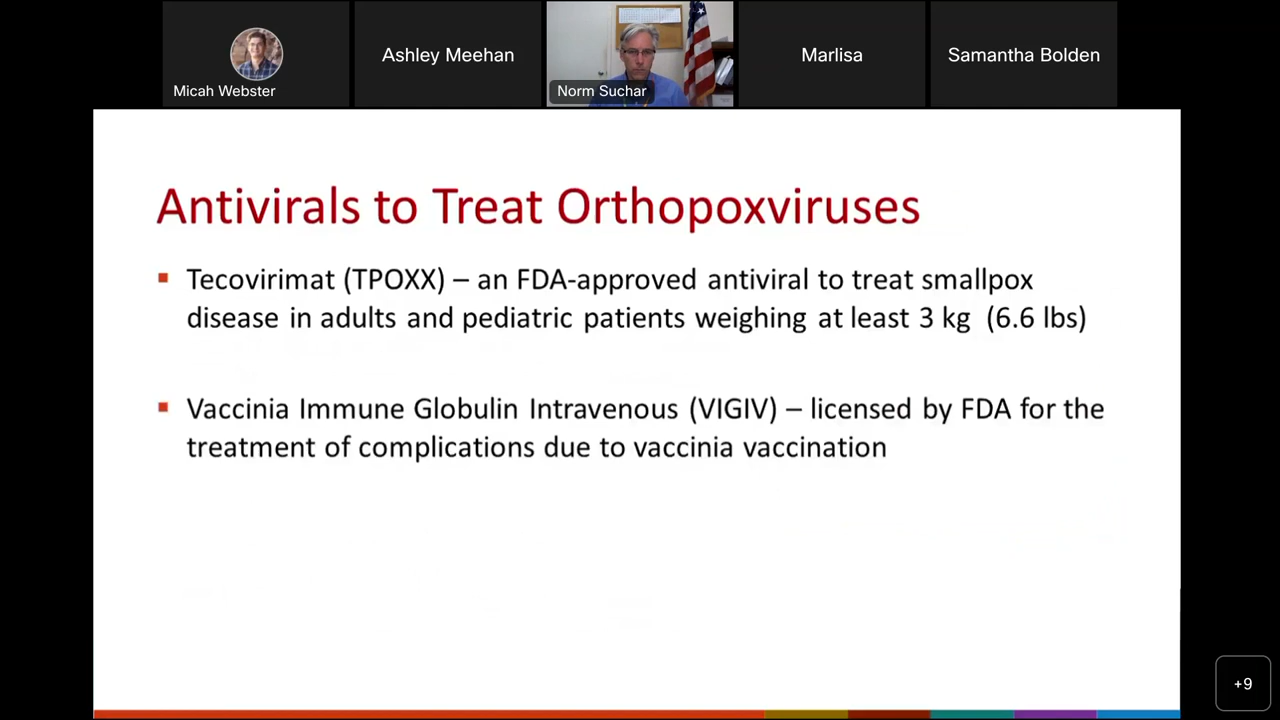 Micah Webster
Ashley Meehan
Norm Suchar
Marlisa
Samantha Bolden
Antivirals to Treat Orthopoxviruses
▪ Tecovirimat (TPOXX) – an FDA-approved antiviral to treat smallpox
disease in adults and pediatric patients weighing at least 3 kg (6.6 lbs)
▪ Vaccinia Immune Globulin Intravenous (VIGIV) – licensed by FDA for the
treatment of complications due to vaccinia vaccination
+9